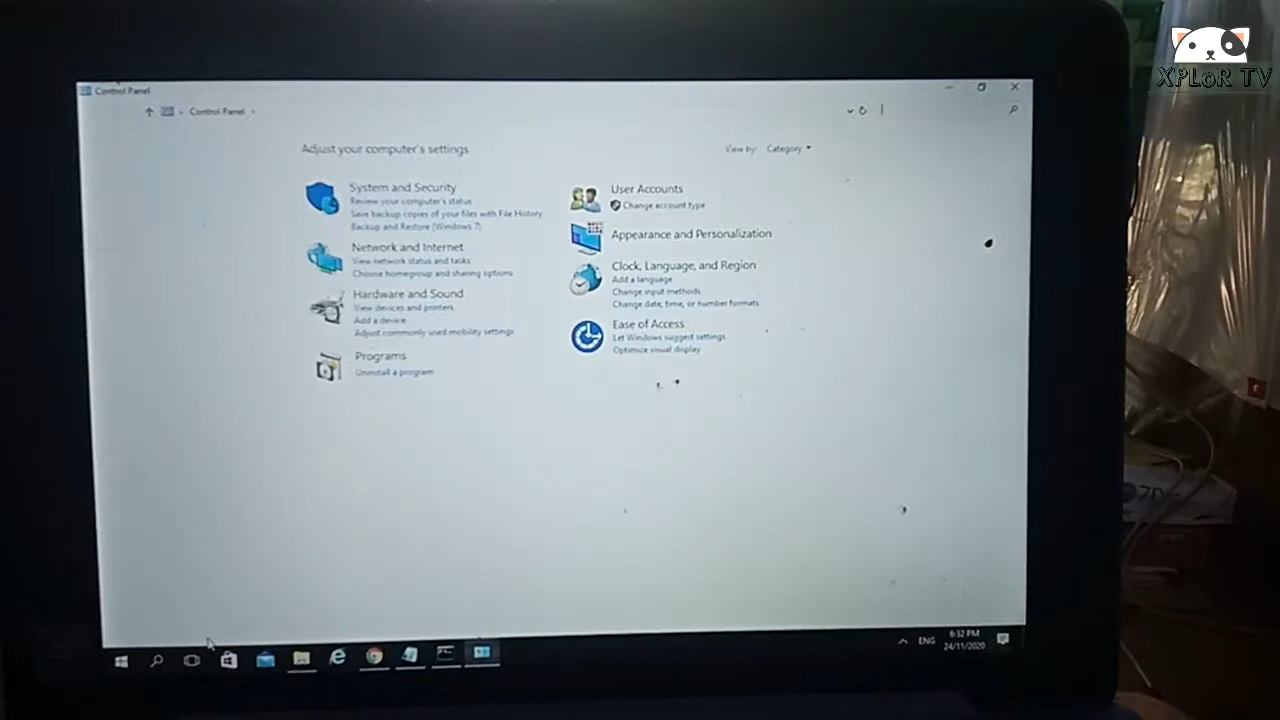 XPLoR TV
Control Panel
Control Panel
Adjust your computer's settings
View by: Category
System and Security
Review your computer's status
Save backup copies of your files with File History
Backup and Restore (Windows 7)
Network and Internet
View network status and tasks
Choose homegroup and sharing options
Hardware and Sound
View devices and printers
Add a device
Adjust commonly used mobility settings
Programs
Uninstall a program
User Accounts
Change account type
Appearance and Personalization
Clock, Language, and Region
Add a language
Change input methods
Change date, time, or number formats
Ease of Access
Let Windows suggest settings
Optimize visual display
ENG
6:32 PM
24/11/2020